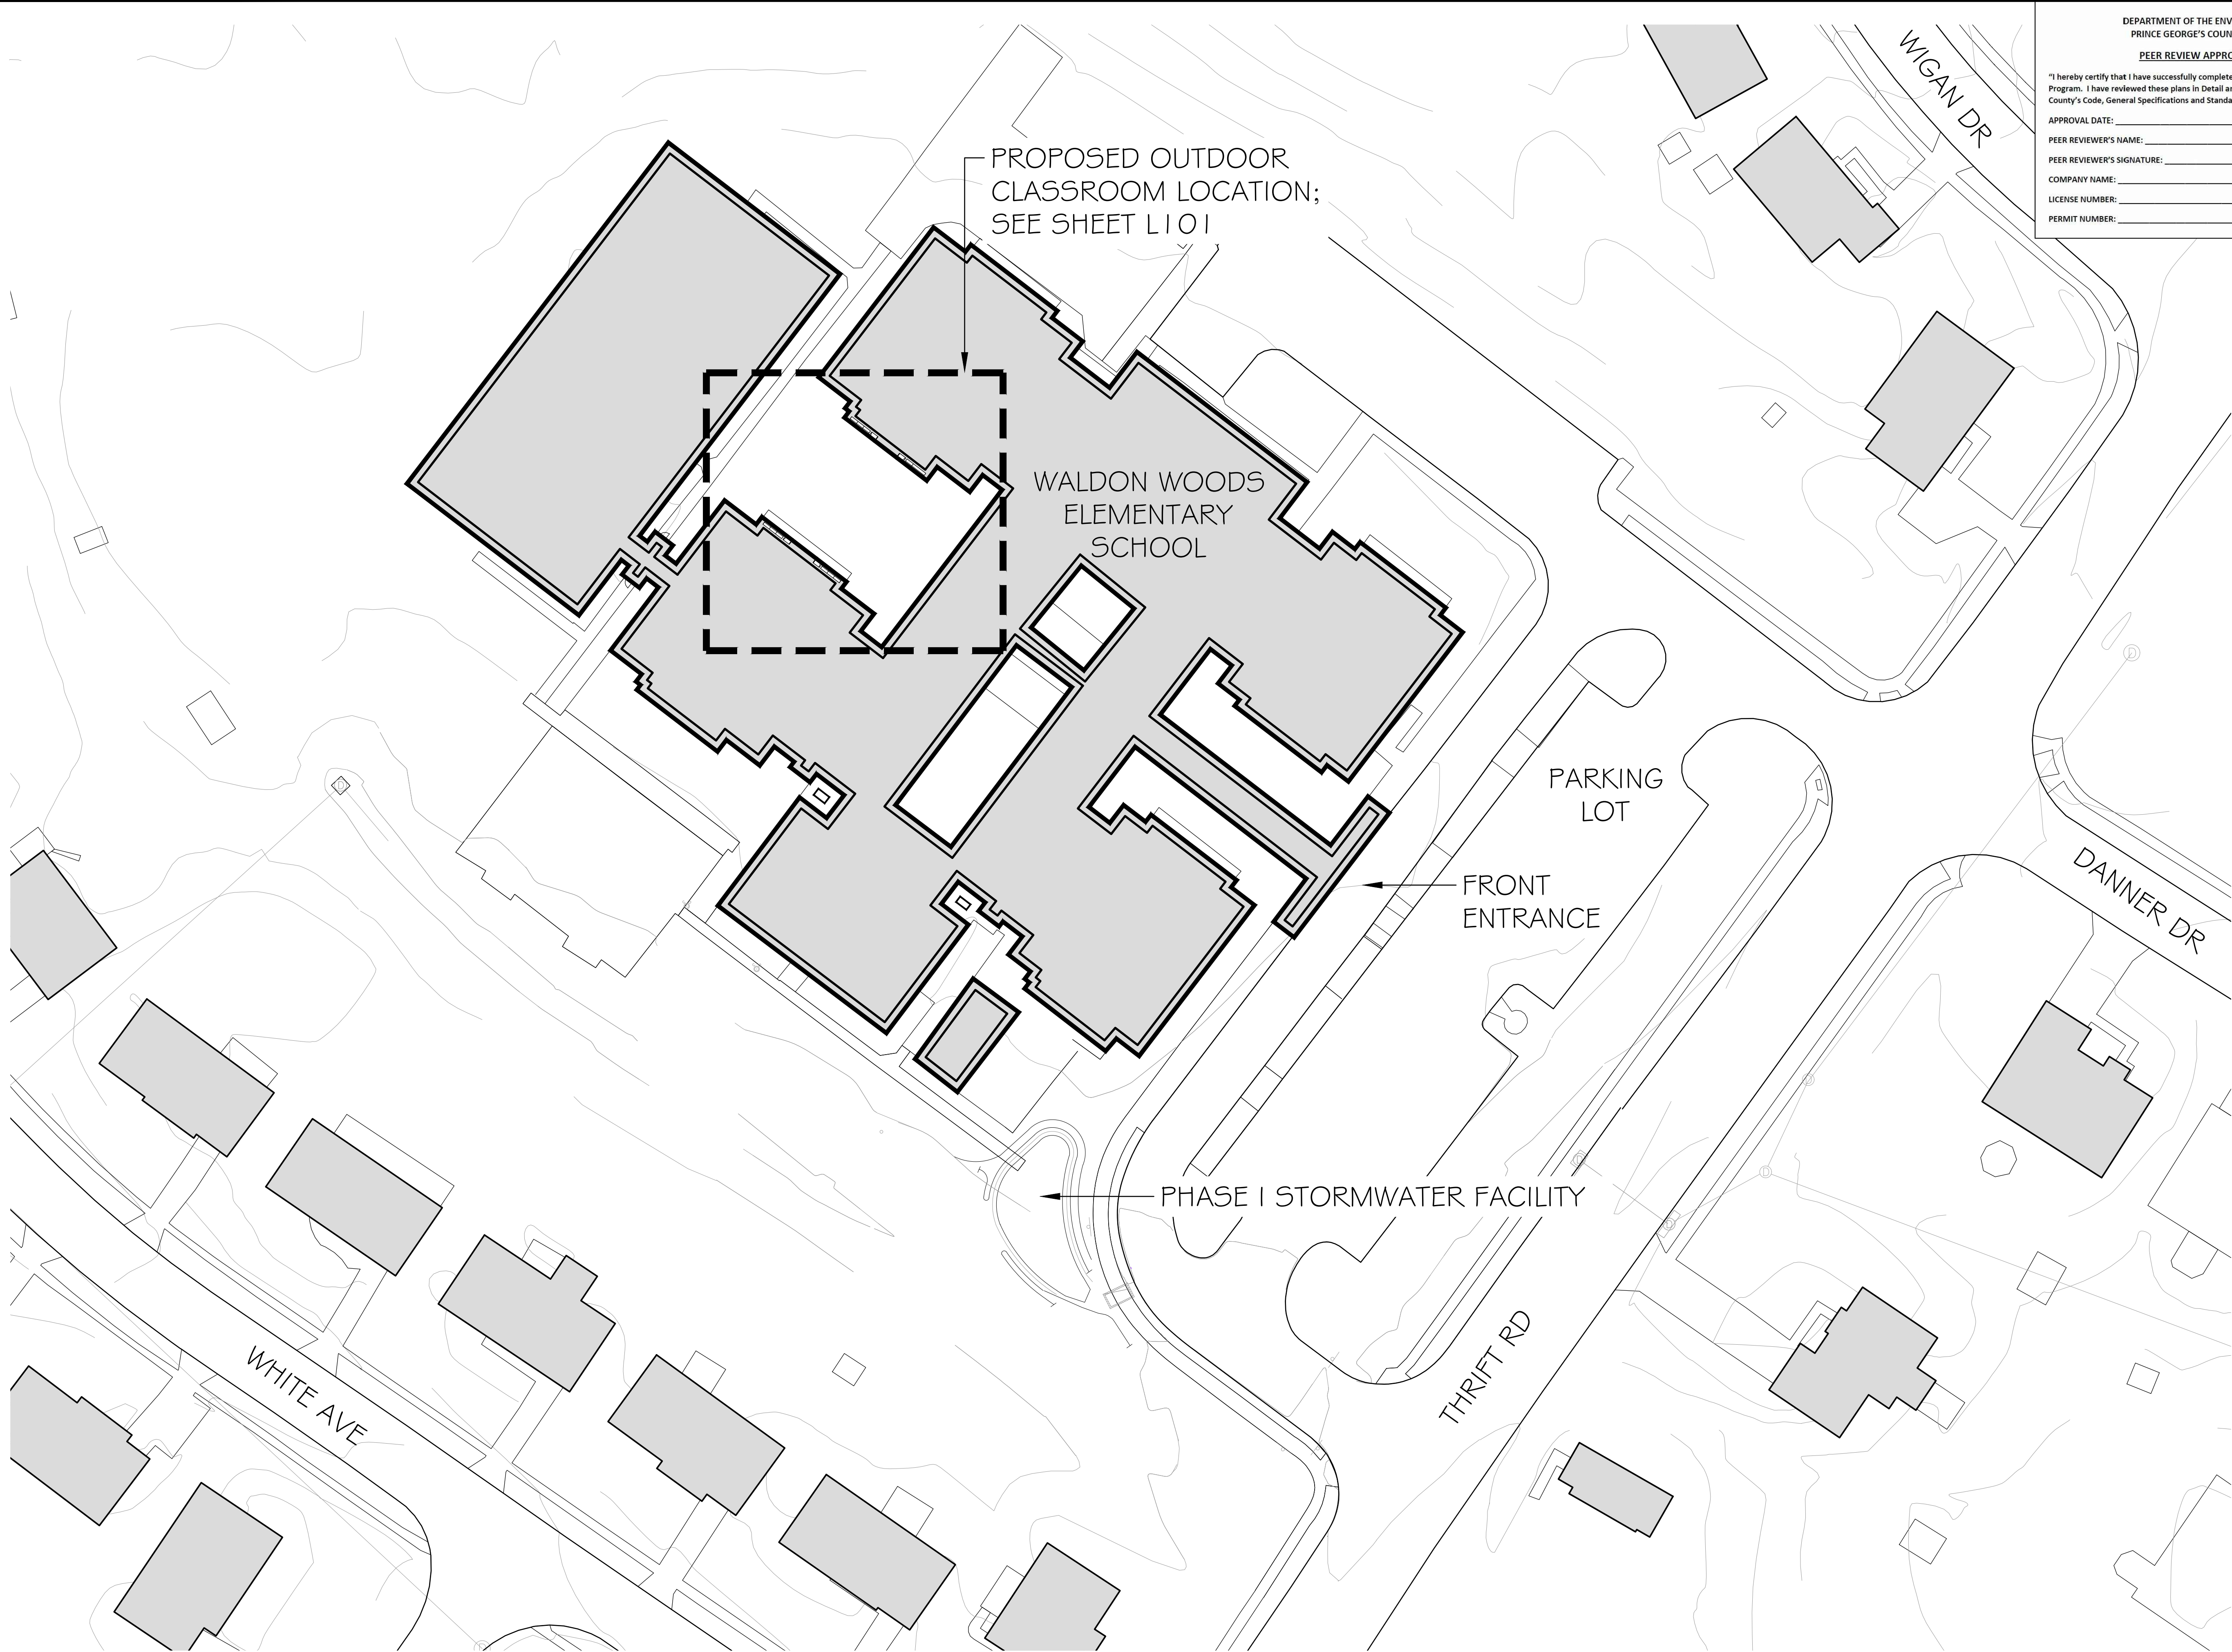 DEPARTMENT OF THE ENV
PRINCE GEORGE'S COUN
PEER REVIEW APPRO
"I hereby certify that I have successfully complete
Program. I have reviewed these plans in Detail a
County's Code, General Specifications and Standa
APPROVAL DATE:
PEER REVIEWER'S NAME:
PEER REVIEWER'S SIGNATURE:
COMPANY NAME:
LICENSE NUMBER:
PERMIT NUMBER:
WIGAN DR
PROPOSED OUTDOOR
CLASSROOM LOCATION;
SEE SHEET L101
WALDON WOODS
ELEMENTARY
SCHOOL
PARKING
LOT
FRONT
ENTRANCE
DANNER DR
PHASE I STORMWATER FACILITY
THRIFT RD
WHITE AVE
D
D
D
D
D
D
D